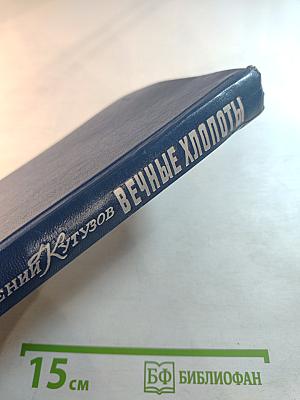 ЕНИЙ КУТУЗОВ ВЕЧНЫЕ ХЛОПОТЫ
15 см
БФ БИБЛИОФАН